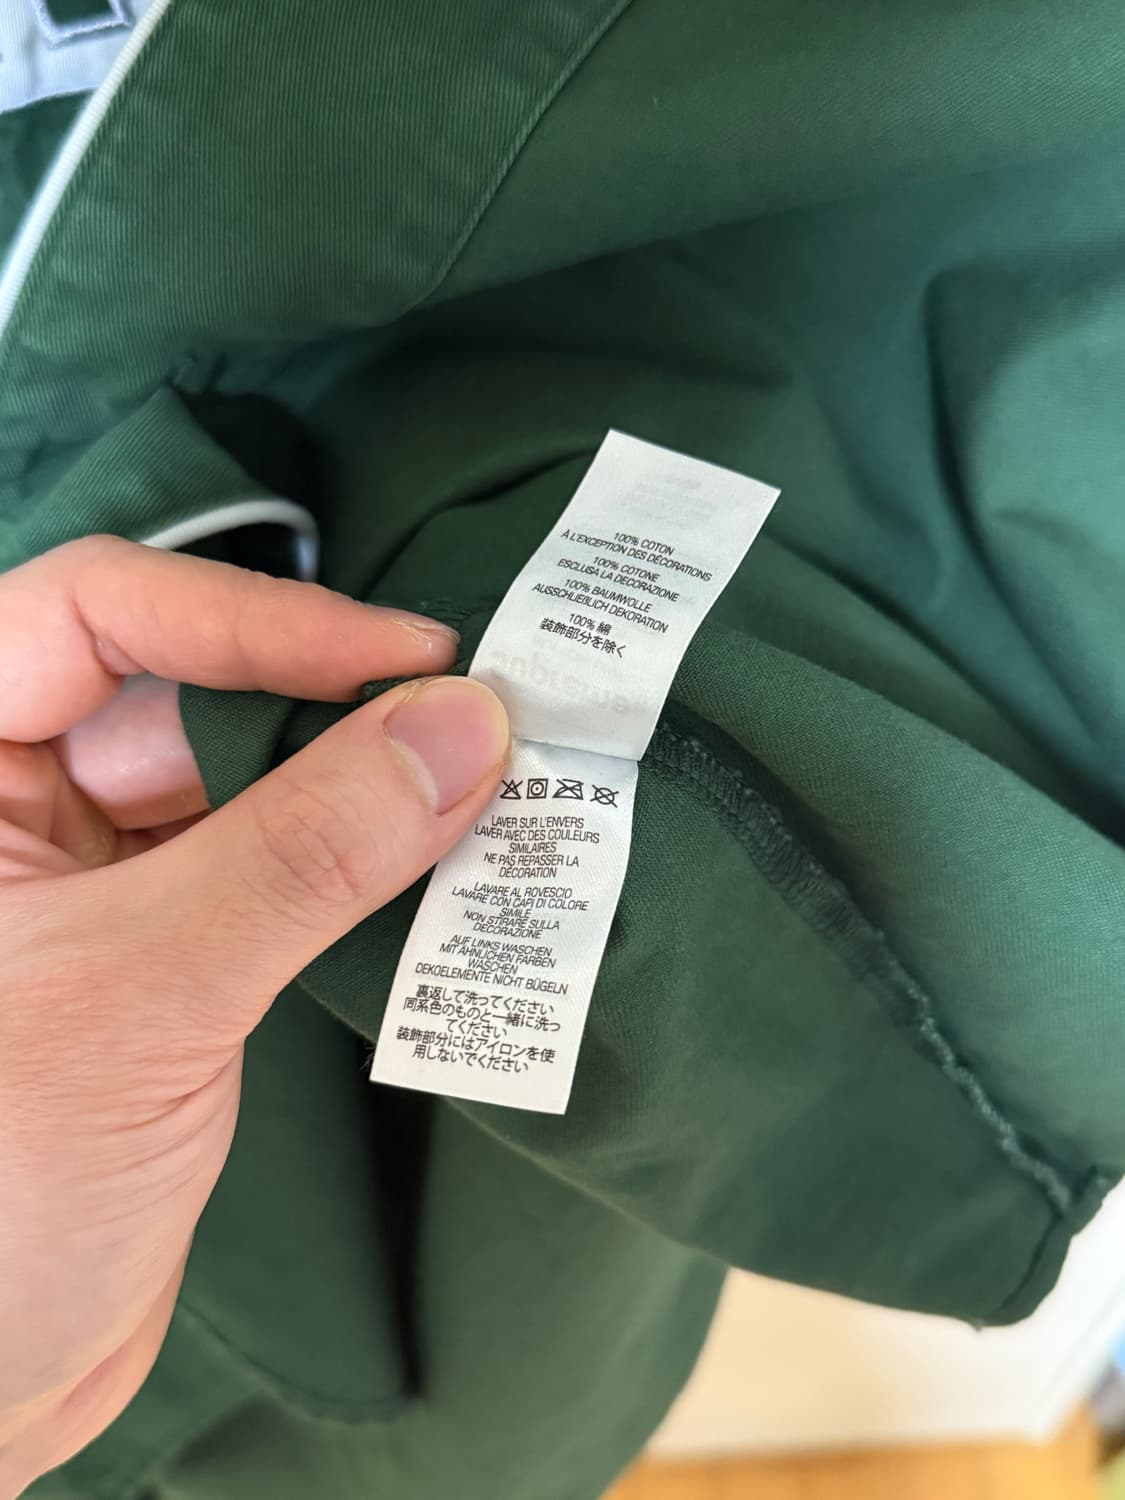 100% COTON
À L'EXCEPTION DES DÉCORATIONS
100% COTONE
ESCLUSA LA DECORAZIONE
100% BAUMWOLLE
AUSSCHLIEẞLICH DEKORATION
100% 綿
装飾部分を除く
LAVER SUR L'ENVERS
LAVER AVEC DES COULEURS
SIMILAIRES
NE PAS REPASSER LA
DÉCORATION
LAVARE AL ROVESCIO
LAVARE CON CAPI DI COLORE
SIMILE
NON STIRARE SULLA
DECORAZIONE
AUF LINKS WASCHEN
MIT ÄHNLICHEN FARBEN
WASCHEN
DEKOELEMENTE NICHT BÜGELN
裏返して洗ってください
同系色のものと一緒に洗っ
てください
装飾部分にはアイロンを使
用しないでください